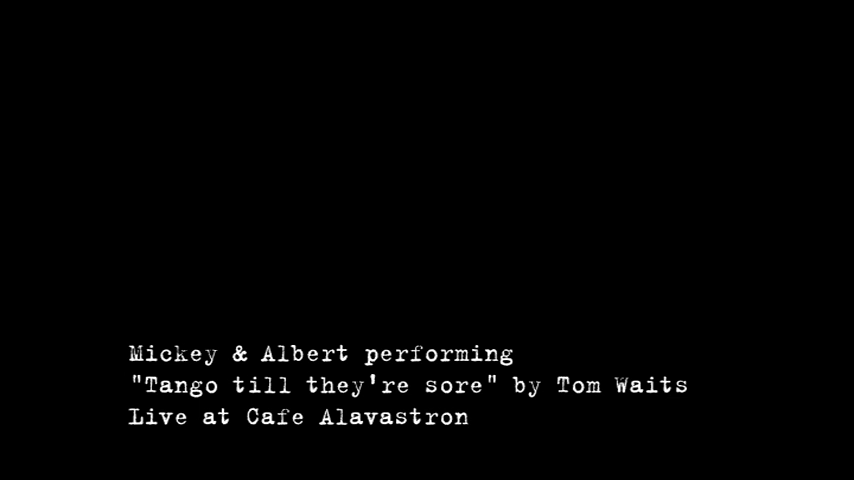 Mickey & Albert performing
"Tango till they're sore" by Tom Waits
Live at Cafe Alavastron